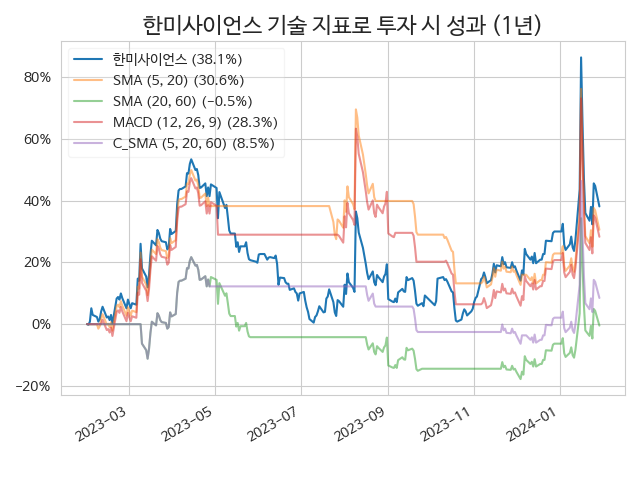 한미사이언스 기술 지표로 투자 시 성과 (1년)
한미사이언스 (38.1%)
SMA (5, 20) (30.6%)
SMA (20, 60) (−0.5%)
MACD (12, 26, 9) (28.3%)
C_SMA (5, 20, 60) (8.5%)
80%
60%
40%
20%
0%
−20%
2023−03
2023−05
2023−07
2023−09
2023−11
2024−01